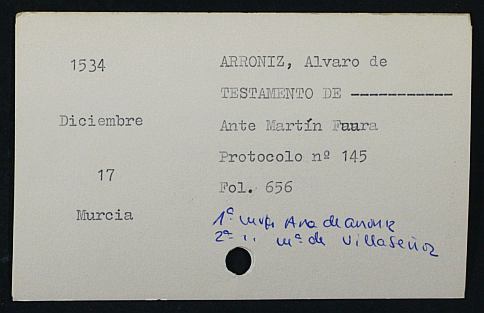 1534
Diciembre
17
Murcia
ARRONIZ, Alvaro de
TESTAMENTO DE -----------
Ante Martín Faura
Protocolo nº 145
Fol. 656
1ª mujer Ana de arroniz
2ª " mª de Villaseñor